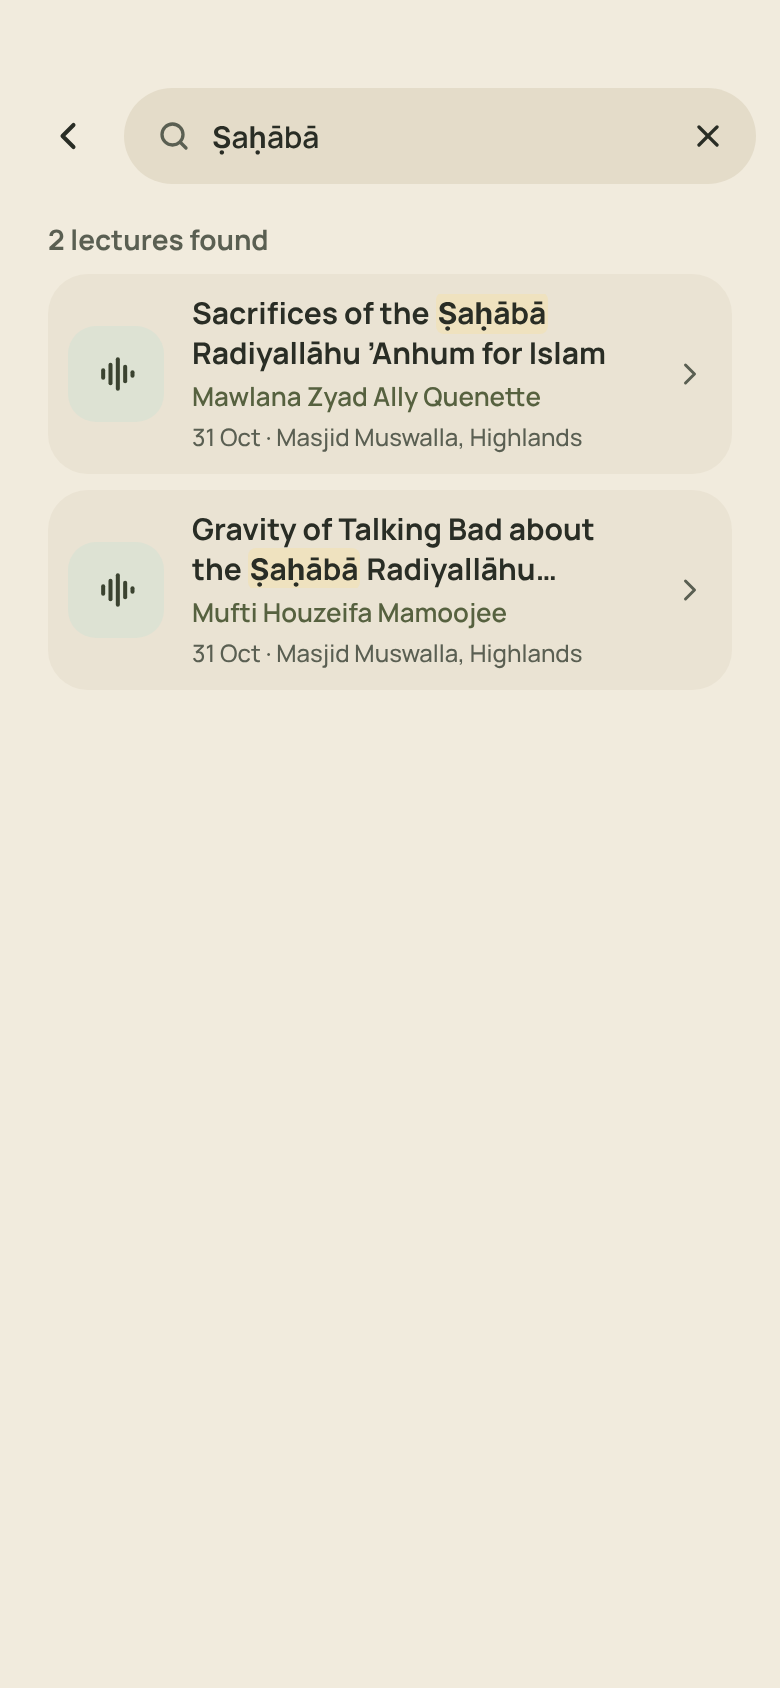 Ṣaḥābā
2 lectures found
Sacrifices of the Ṣaḥābā
Radiyallāhu ’Anhum for Islam
Mawlana Zyad Ally Quenette
31 Oct · Masjid Muswalla, Highlands
Gravity of Talking Bad about
the Ṣaḥābā Radiyallāhu…
Mufti Houzeifa Mamoojee
31 Oct · Masjid Muswalla, Highlands